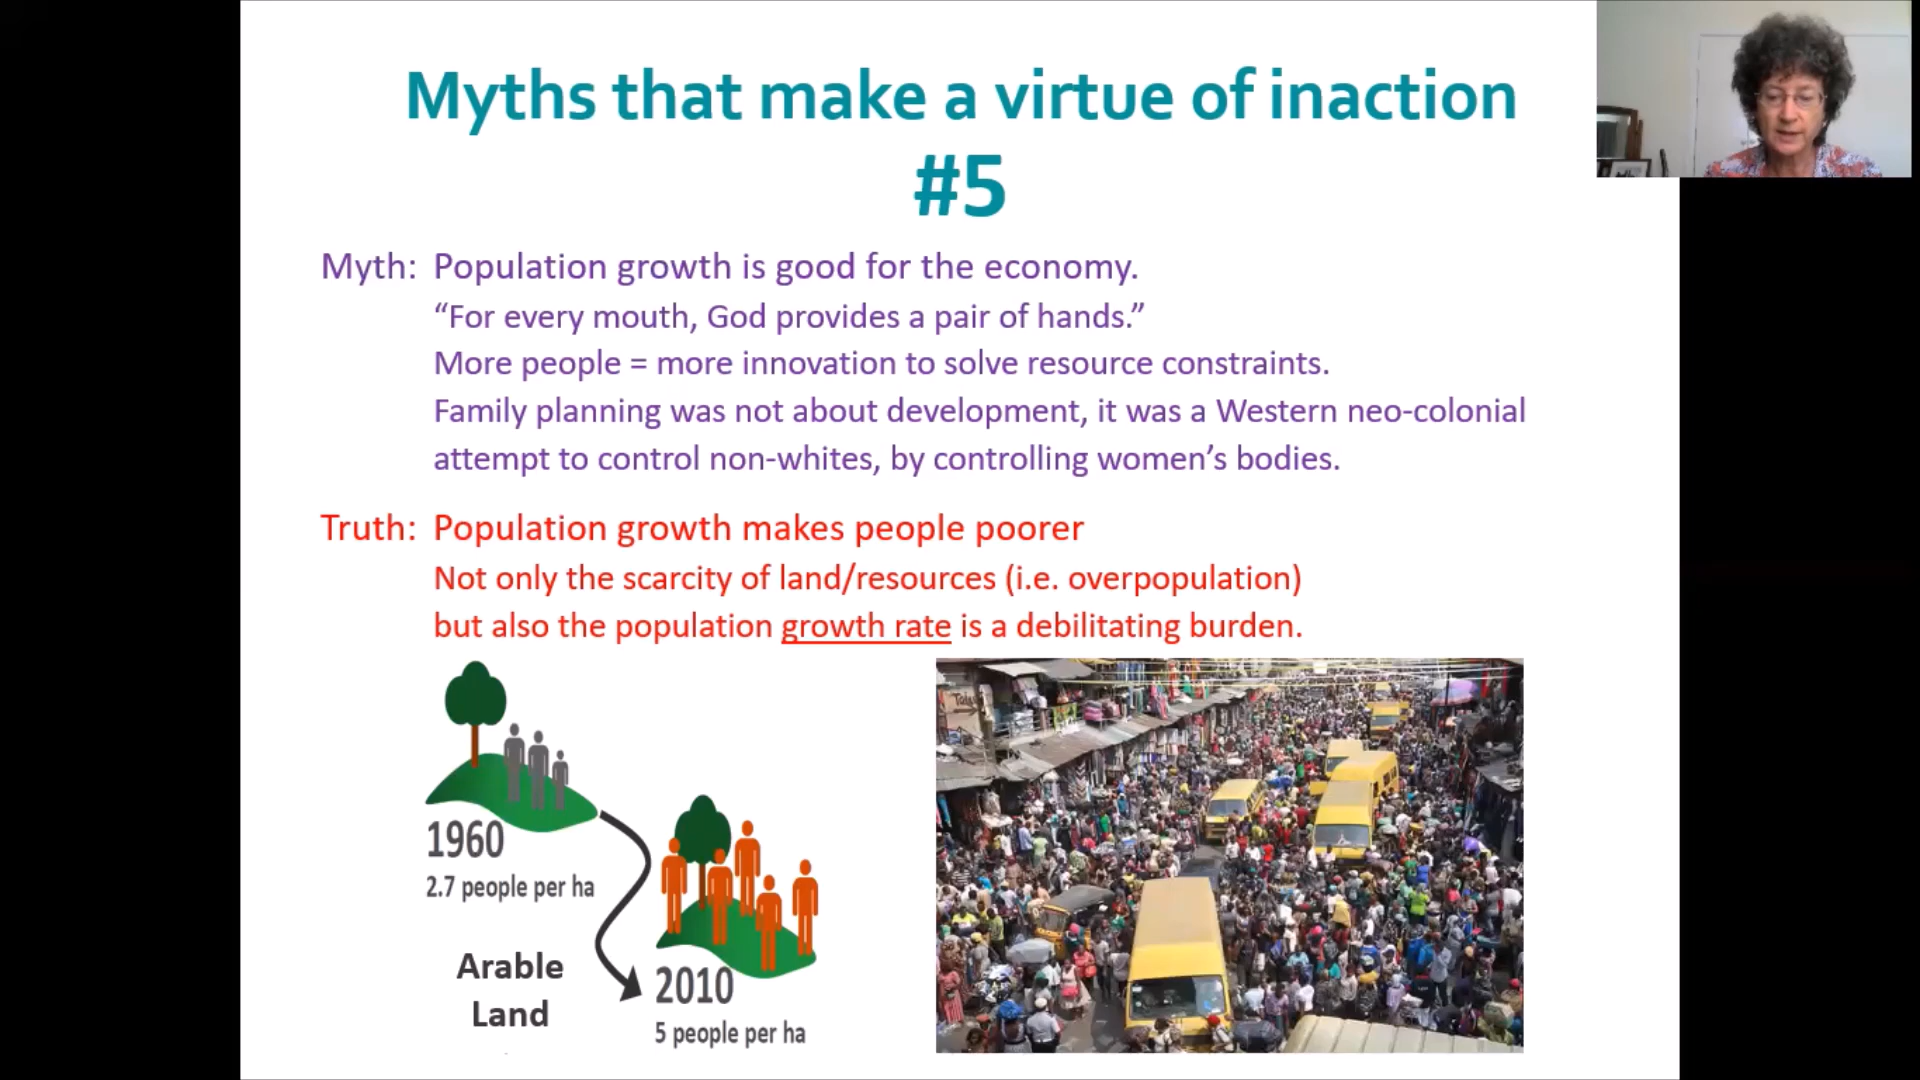 Myths that make a virtue of inaction
#5
Myth: Population growth is good for the economy.
“For every mouth, God provides a pair of hands.”
More people = more innovation to solve resource constraints.
Family planning was not about development, it was a Western neo-colonial
attempt to control non-whites, by controlling women’s bodies.
Truth: Population growth makes people poorer
Not only the scarcity of land/resources (i.e. overpopulation)
but also the population growth rate is a debilitating burden.
1960
2.7 people per ha
Arable
Land
2010
5 people per ha